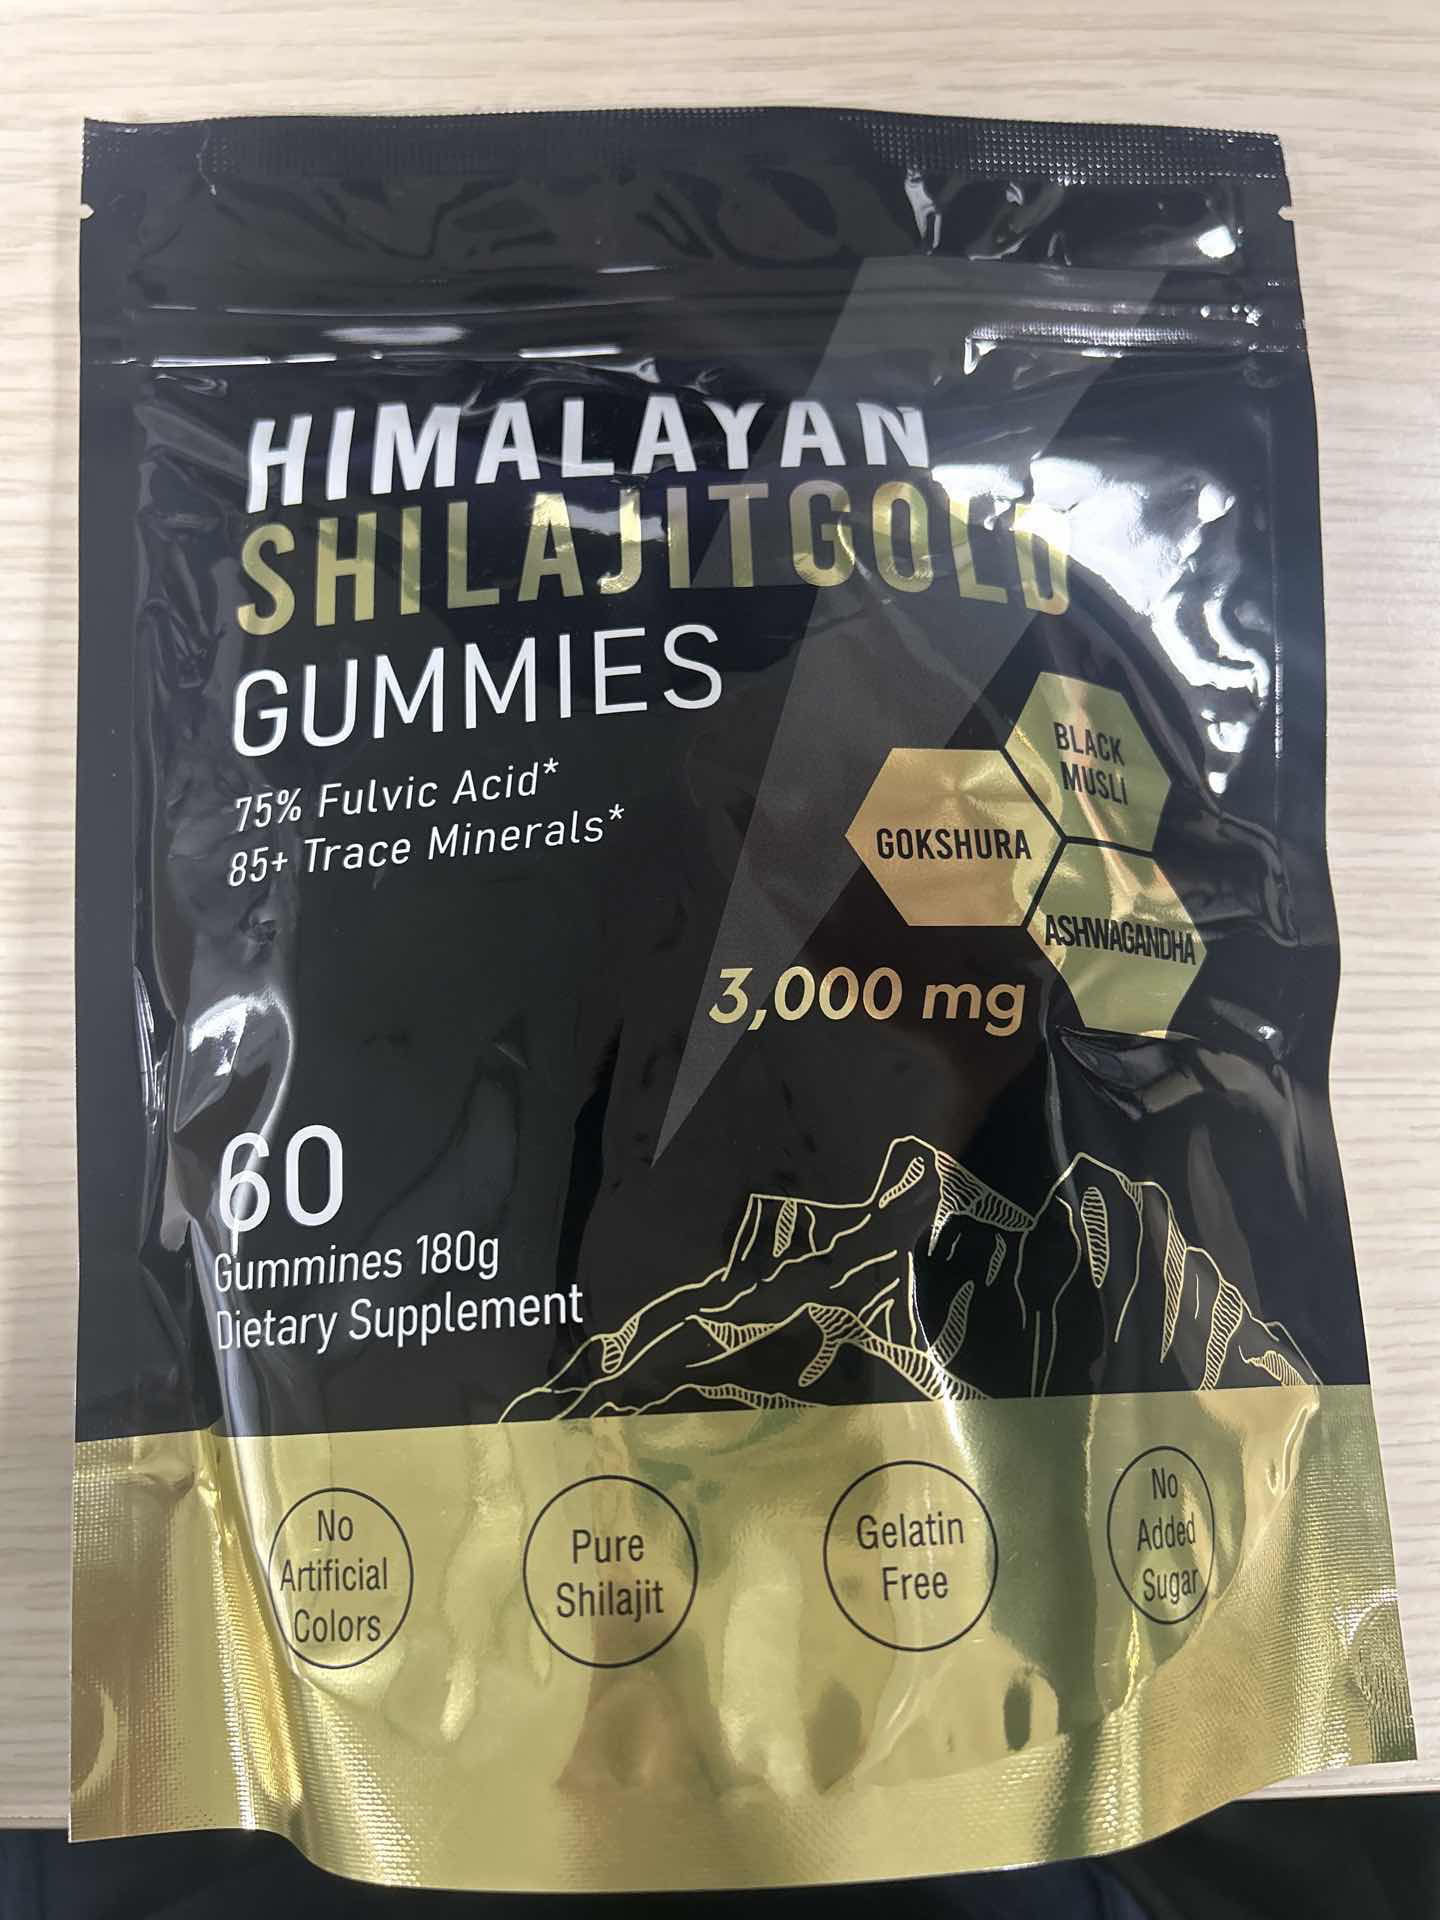 HIMALAYAN
SHILAJITGOLD
GUMMIES
75% Fulvic Acid*
85+ Trace Minerals*
BLACK
MUSLI
GOKSHURA
ASHWAGANDHA
3,000 mg
60
Gummines 180g
Dietary Supplement
No
Artificial
Colors
Pure
Shilajit
Gelatin
Free
No
Added
Sugar